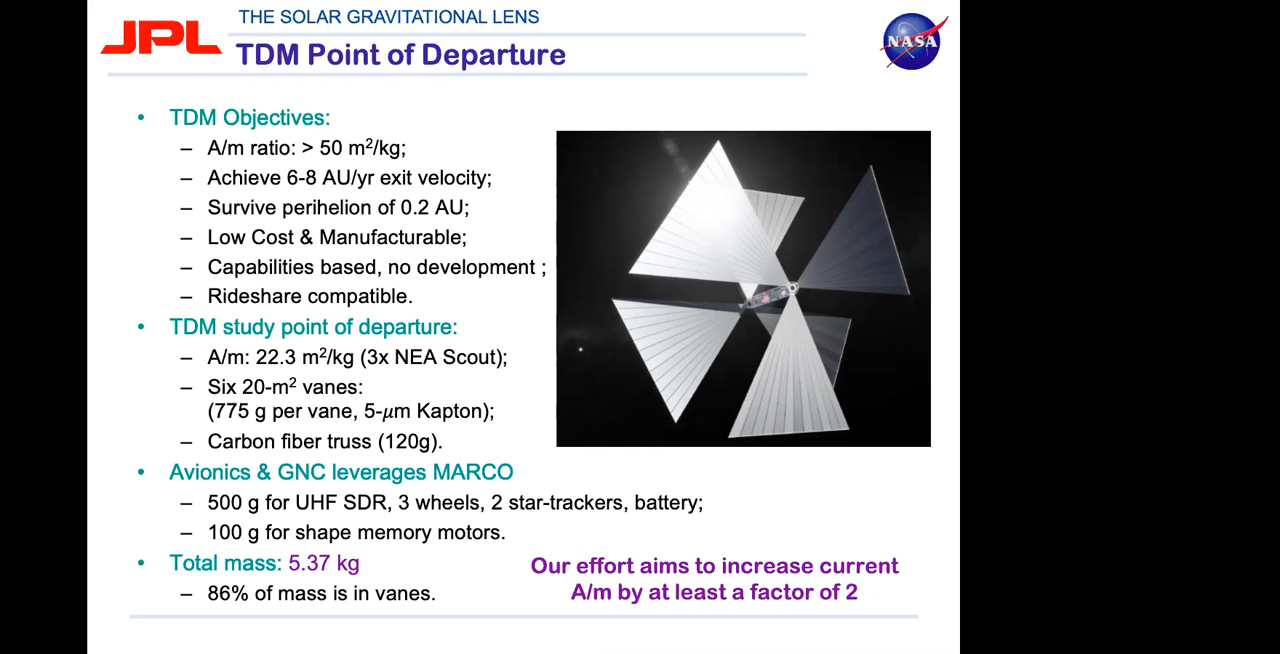 THE SOLAR GRAVITATIONAL LENS
JPL
TDM Point of Departure
NASA
• TDM Objectives:
– A/m ratio: > 50 m²/kg;
– Achieve 6-8 AU/yr exit velocity;
– Survive perihelion of 0.2 AU;
– Low Cost & Manufacturable;
– Capabilities based, no development ;
– Rideshare compatible.
• TDM study point of departure:
– A/m: 22.3 m²/kg (3x NEA Scout);
– Six 20-m² vanes:
(775 g per vane, 5-μm Kapton);
– Carbon fiber truss (120g).
• Avionics & GNC leverages MARCO
– 500 g for UHF SDR, 3 wheels, 2 star-trackers, battery;
– 100 g for shape memory motors.
• Total mass: 5.37 kg
– 86% of mass is in vanes.
Our effort aims to increase current
A/m by at least a factor of 2